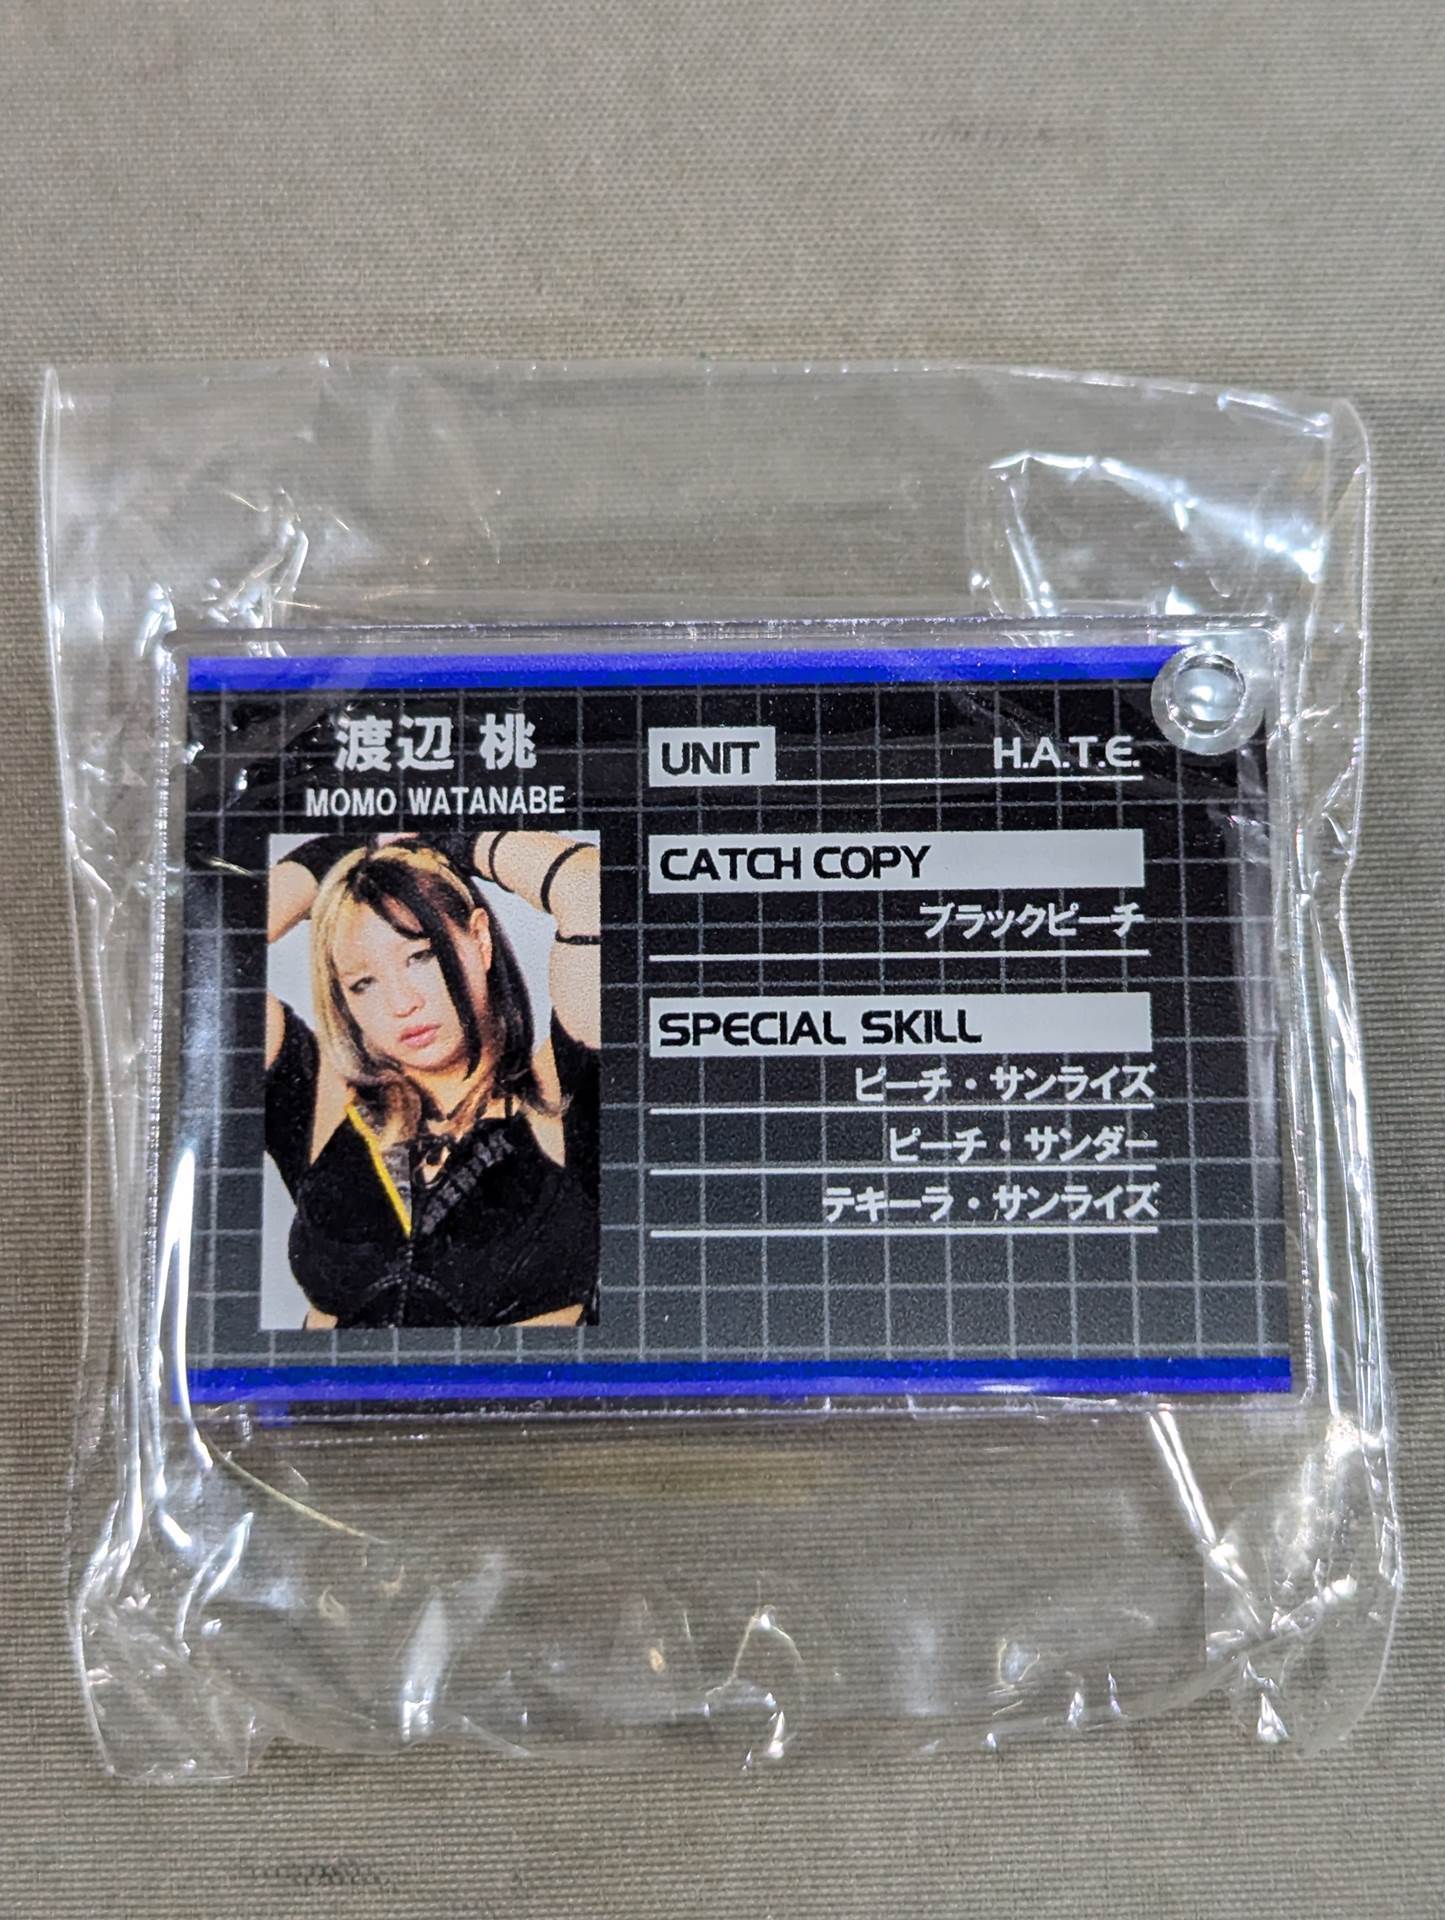 渡辺 桃
MOMO WATANABE
UNIT
H.A.T.E.
CATCH COPY
ブラックピーチ
SPECIAL SKILL
ピーチ・サンライズ
ピーチ・サンダー
テキーラ・サンライズ